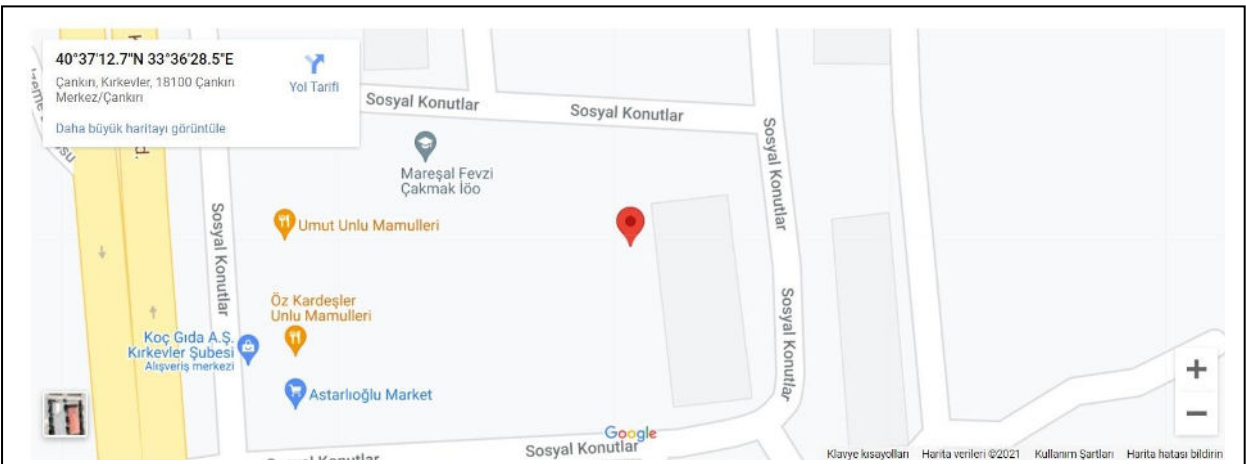 40°37'12.7"N 33°36'28.5"E
Çankırı, Kırkevler, 18100 Çankırı
Merkez/Çankırı
Yol Tarifi
Daha büyük haritayı görüntüle
Sosyal Konutlar
Sosyal Konutlar
Sosyal Konutlar
Mareşal Fevzi
Çakmak İöo
Sosyal Konutlar
Umut Unlu Mamulleri
Öz Kardeşler
Unlu Mamulleri
Sosyal Konutlar
Koç Gıda A.Ş.
Kırkevler Şubesi
Alışveriş merkezi
Astarlıoğlu Market
Google
Sosyal Konutlar
Klavye kısayolları
Harita verileri ©2021
Kullanım Şartları
Harita hatası bildirin